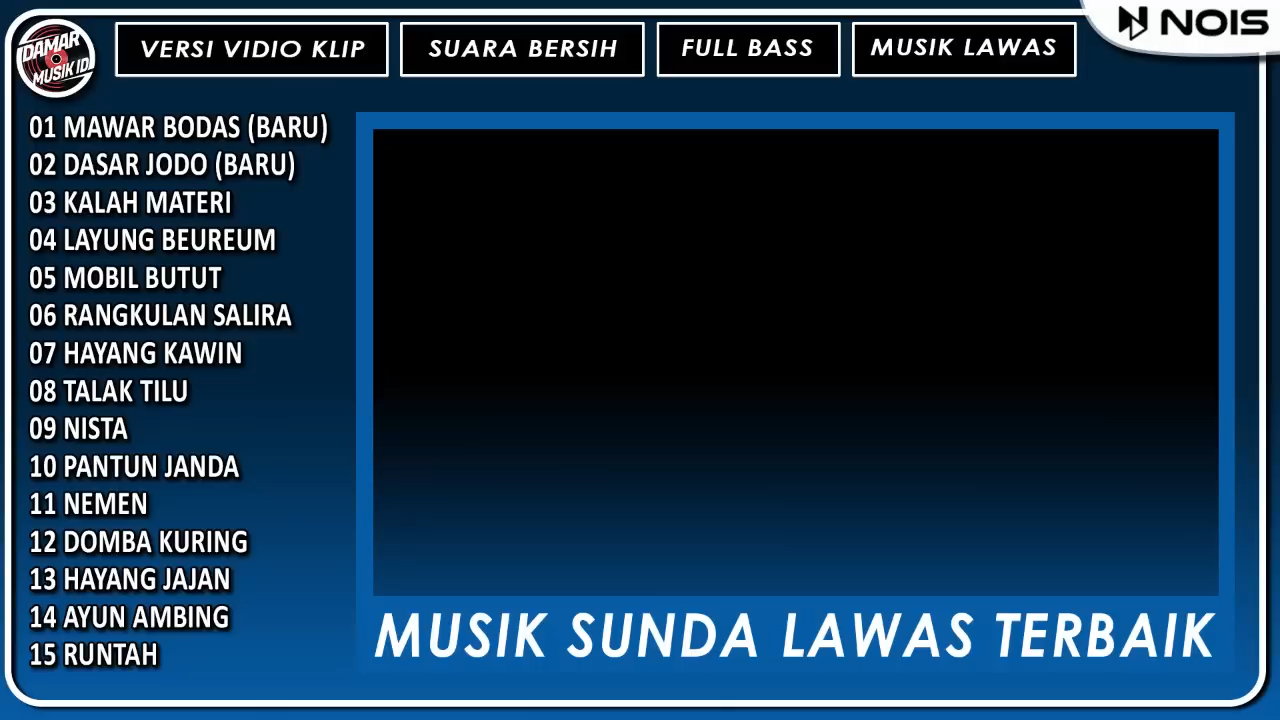 DAMAR
MUSIK ID
VERSI VIDIO KLIP
SUARA BERSIH
FULL BASS
MUSIK LAWAS
NOIS
01 MAWAR BODAS (BARU)
02 DASAR JODO (BARU)
03 KALAH MATERI
04 LAYUNG BEUREUM
05 MOBIL BUTUT
06 RANGKULAN SALIRA
07 HAYANG KAWIN
08 TALAK TILU
09 NISTA
10 PANTUN JANDA
11 NEMEN
12 DOMBA KURING
13 HAYANG JAJAN
14 AYUN AMBING
15 RUNTAH
MUSIK SUNDA LAWAS TERBAIK